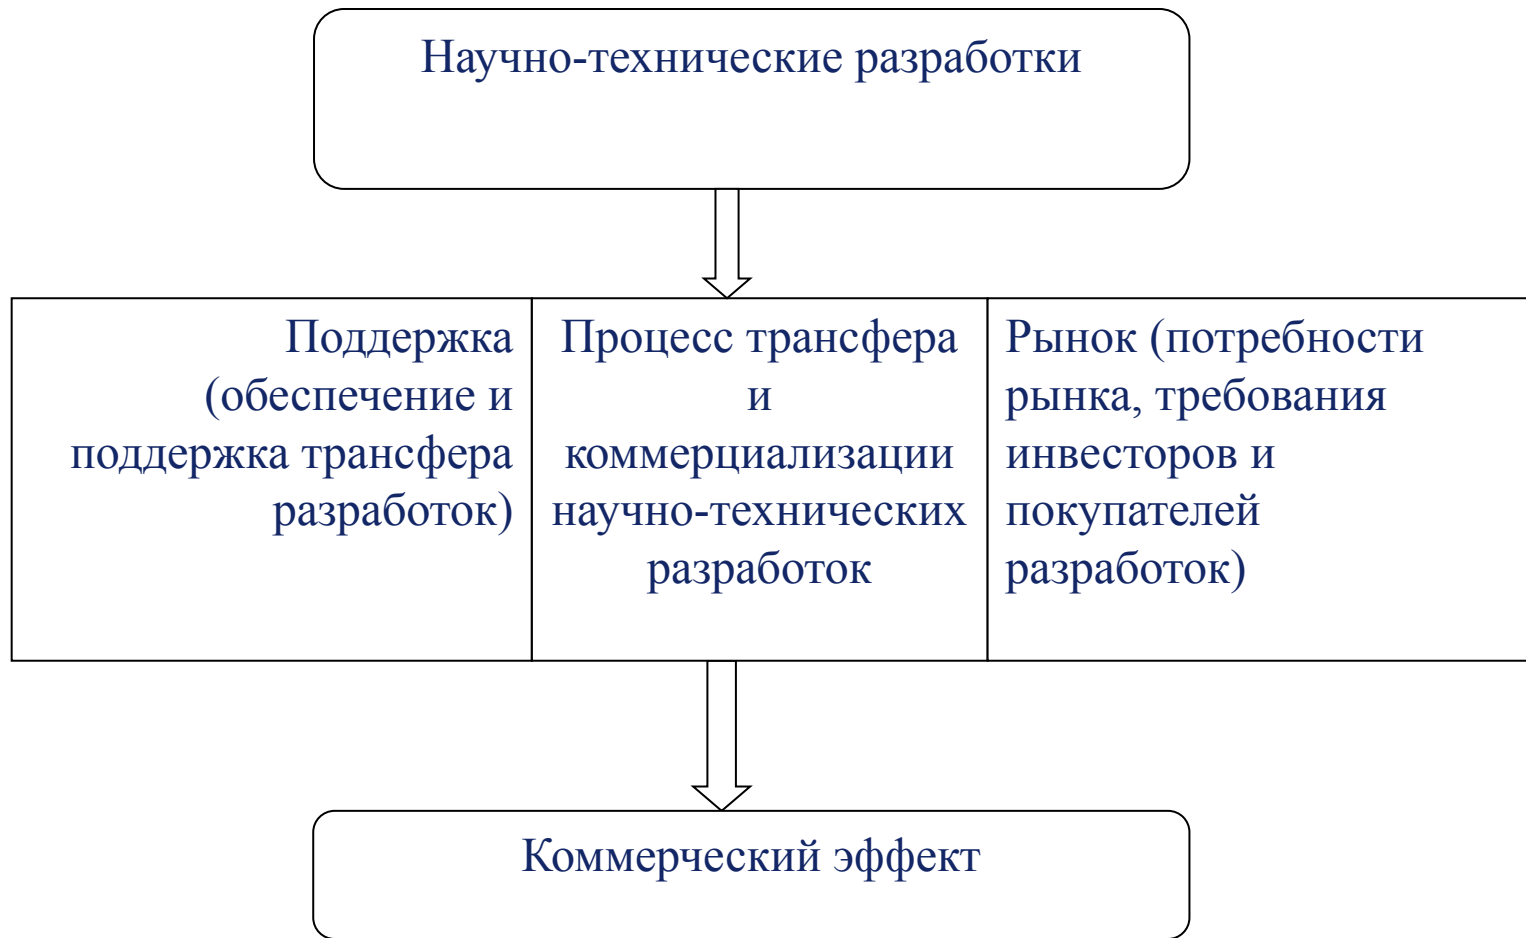 Научно-технические разработки
Поддержка
(обеспечение и
поддержка трансфера
разработок)
Процесс трансфера
и
коммерциализации
научно-технических
разработок
Рынок (потребности
рынка, требования
инвесторов и
покупателей
разработок)
Коммерческий эффект